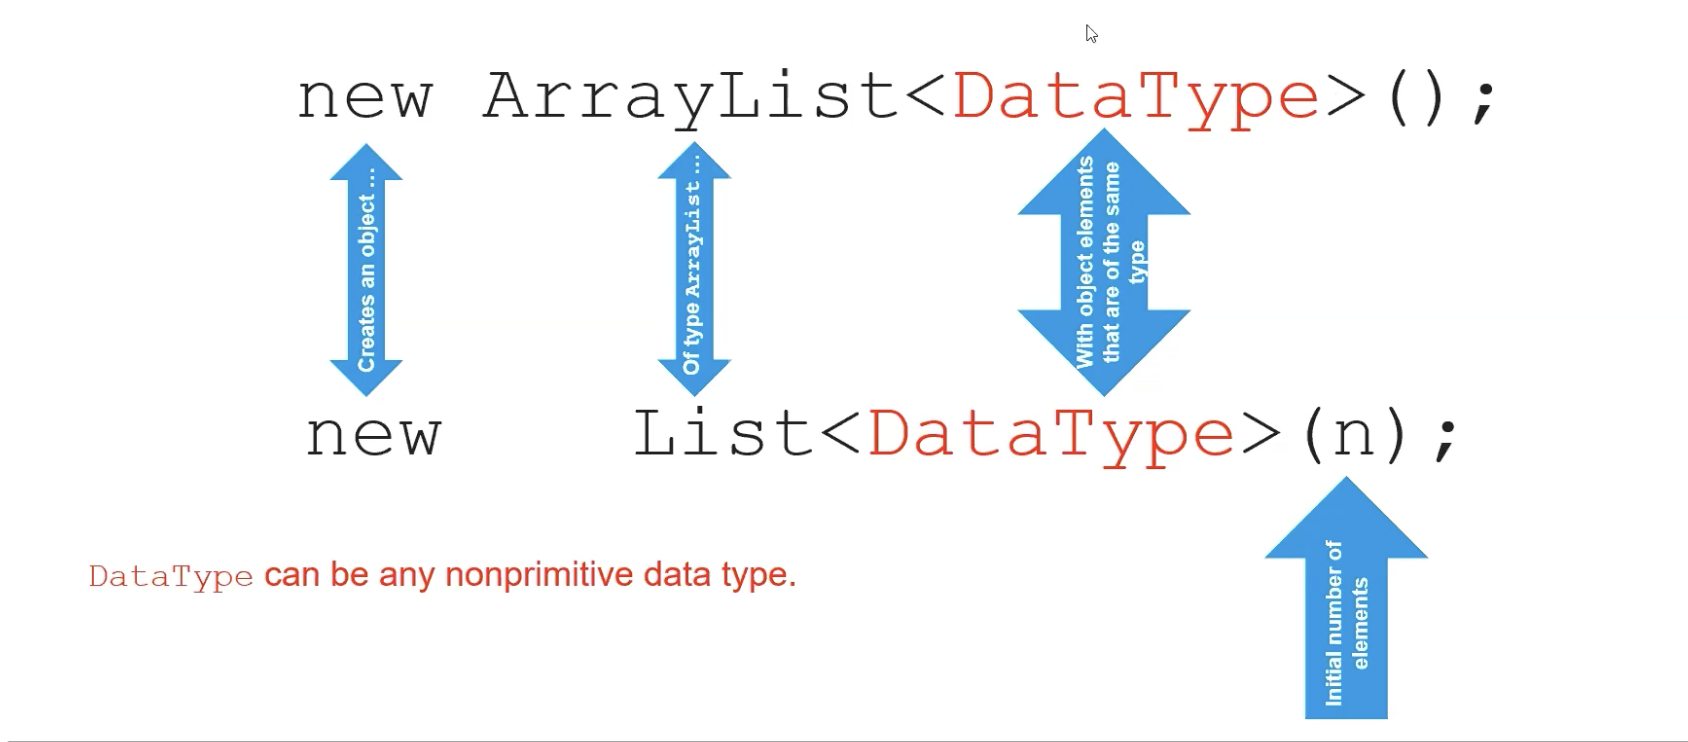 new ArrayList<DataType>();
Creates an object ...
Of type ArrayList ...
With object elements
that are of the same
type
new List<DataType>(n);
Initial number of
elements
DataType can be any nonprimitive data type.